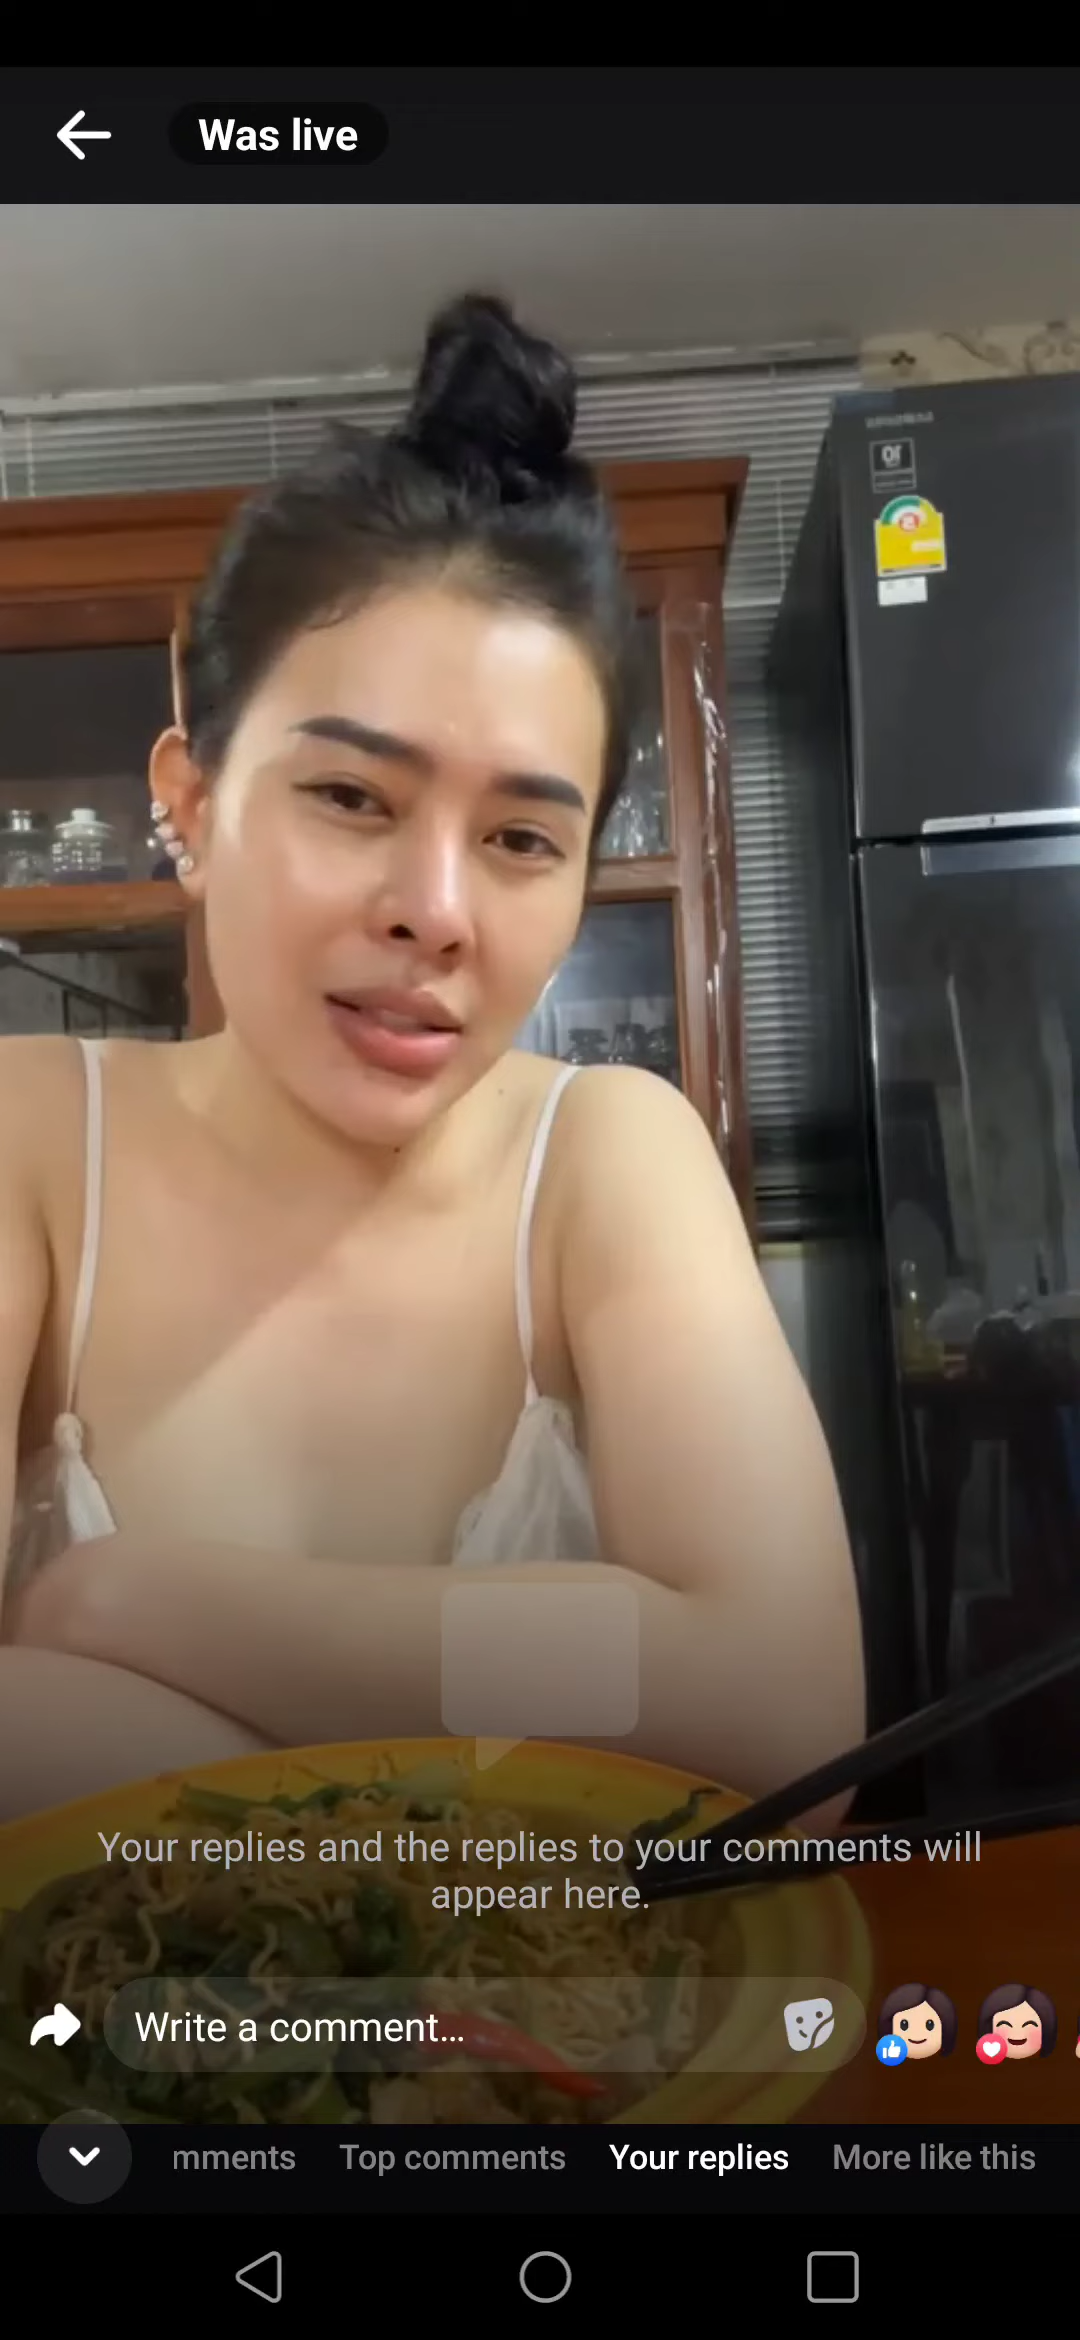 Was live
Your replies and the replies to your comments will
appear here.
Write a comment...
mments
Top comments
Your replies
More like this